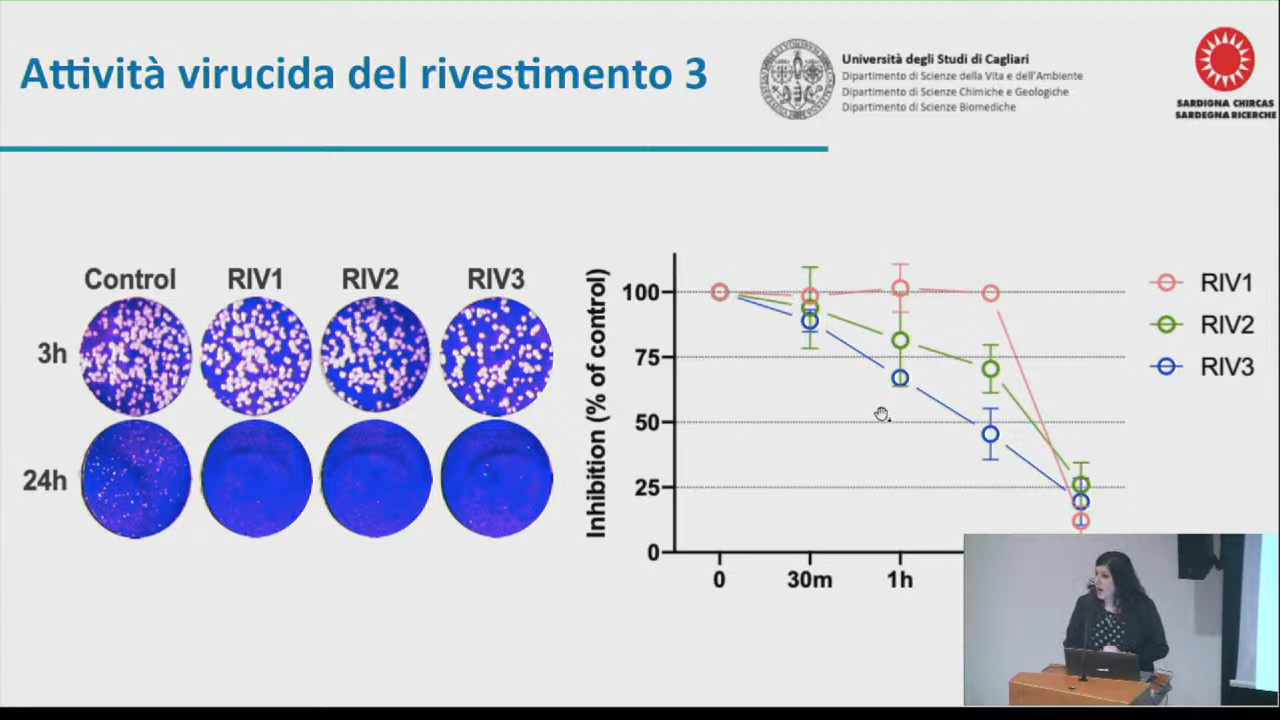 Attività virucida del rivestimento 3
Università degli Studi di Cagliari
Dipartimento di Scienze della Vita e dell'Ambiente
Dipartimento di Scienze Chimiche e Geologiche
Dipartimento di Scienze Biomediche
SARDIGNA CHIRCAS
SARDEGNA RICERCHE
Control RIV1 RIV2 RIV3
3h
24h
Inhibition (% of control)
100
75
50
25
0
0 30m 1h
RIV1
RIV2
RIV3